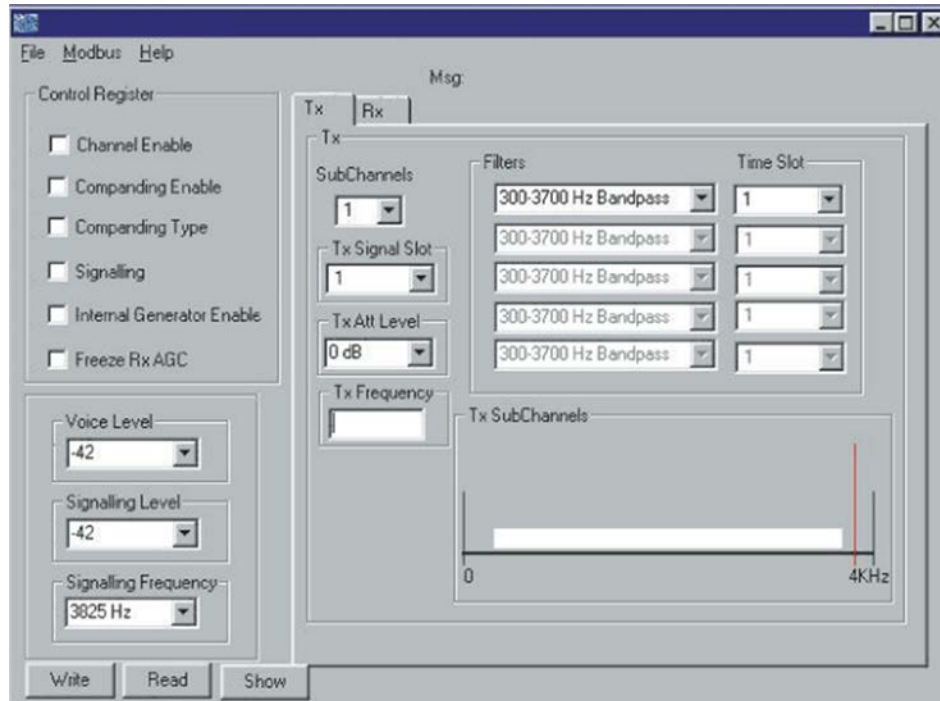 File Modbus Help
Msg:
Control Register
Channel Enable
Companding Enable
Companding Type
Signalling
Internal Generator Enable
Freeze Rx AGC
Voice Level
-42
Signalling Level
-42
Signalling Frequency
3825 Hz
Write Read Show
Tx Rx
Tx
SubChannels
1
Tx Signal Slot
1
Tx Att Level
0 dB
Tx Frequency
Filters Time Slot
300-3700 Hz Bandpass 1
300-3700 Hz Bandpass 1
300-3700 Hz Bandpass 1
300-3700 Hz Bandpass 1
300-3700 Hz Bandpass 1
Tx SubChannels
0 4KHz